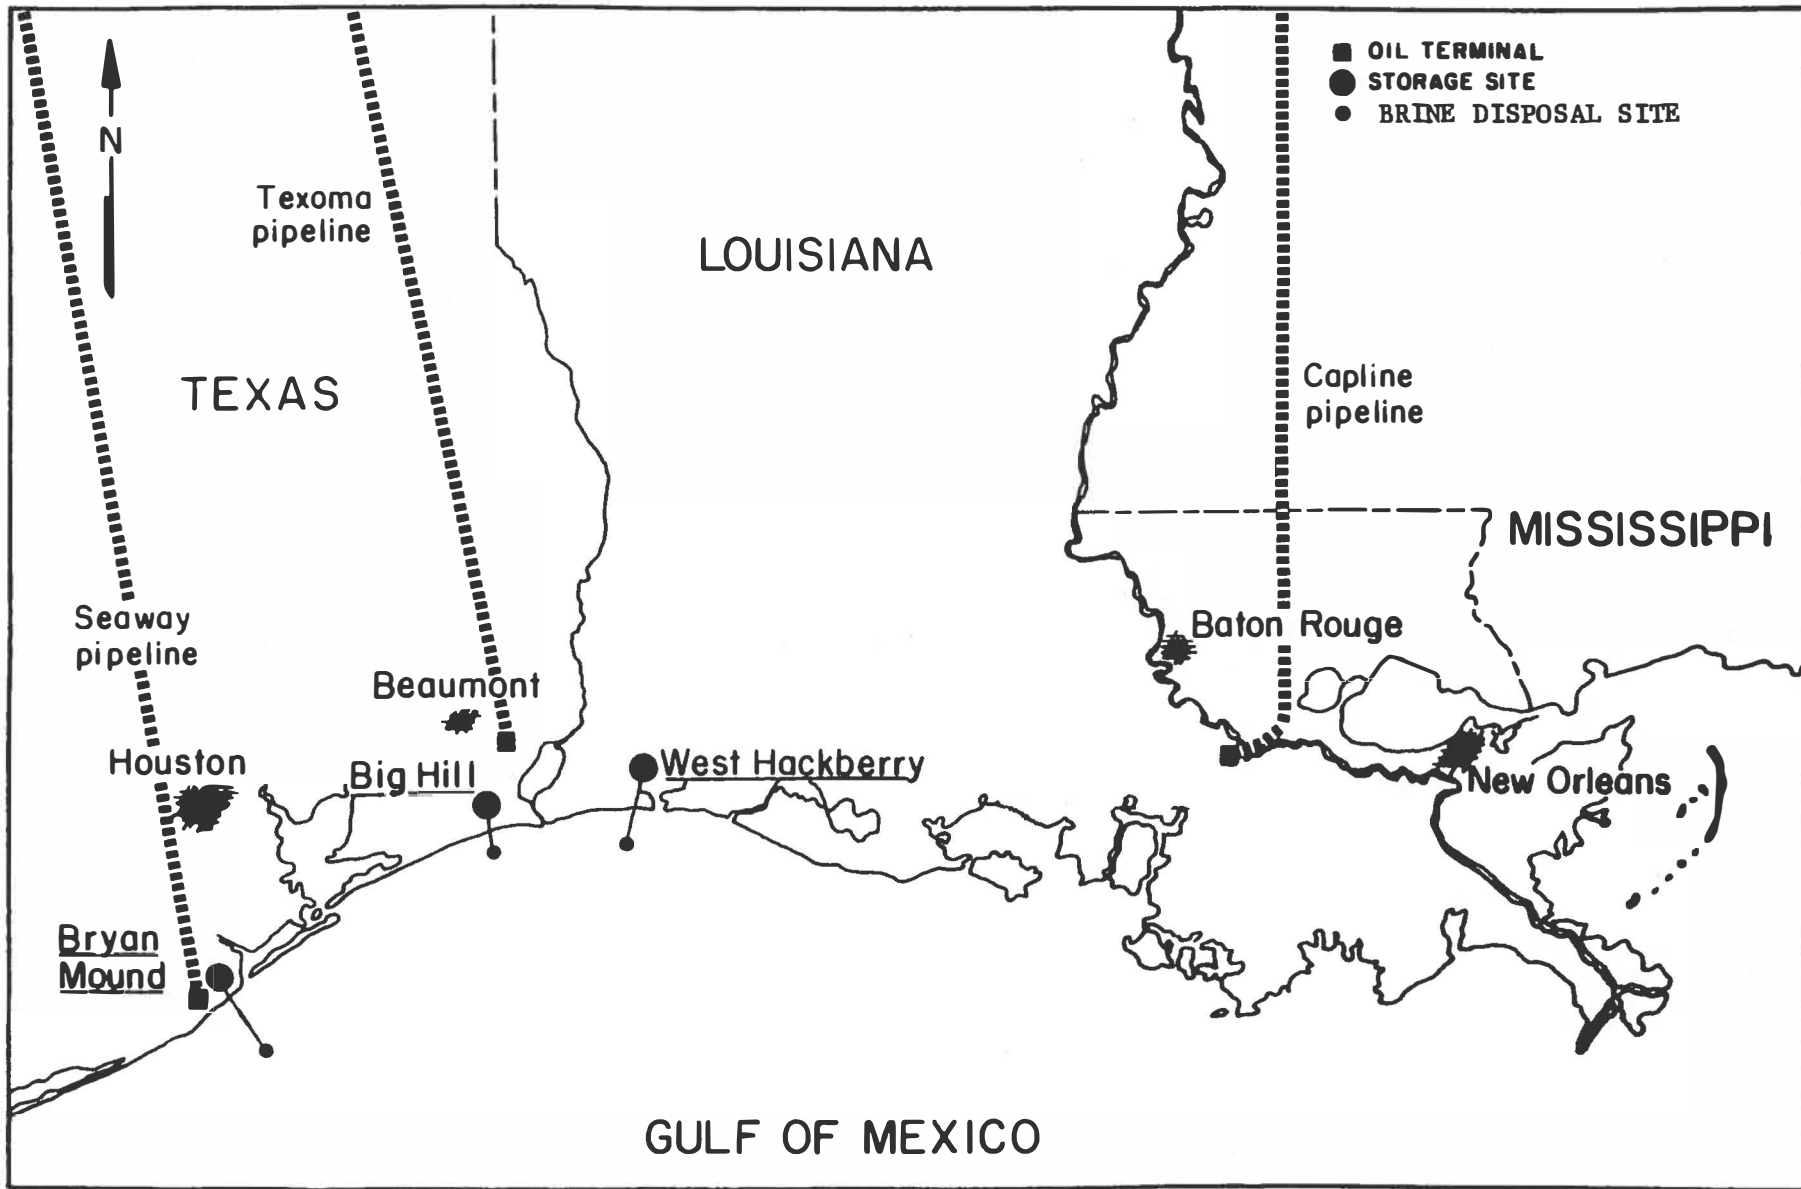 OIL TERMINAL
STORAGE SITE
BRINE DISPOSAL SITE
N
Texoma
pipeline
LOUISIANA
TEXAS
Capline
pipeline
MISSISSIPPI
Seaway
pipeline
Baton Rouge
Beaumont
Houston
Big Hill
West Hackberry
New Orleans
Bryan
Mound
GULF OF MEXICO